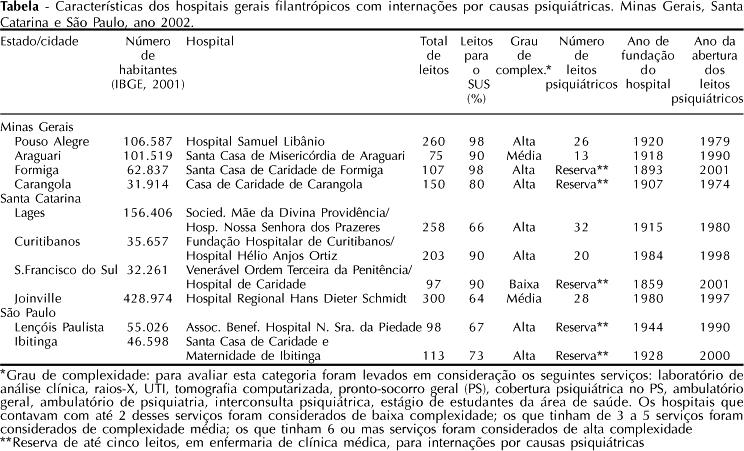 Tabela - Características dos hospitais gerais filantrópicos com internações por causas psiquiátricas. Minas Gerais, Santa
Catarina e São Paulo, ano 2002.
Estado/cidade Número de habitantes (IBGE, 2001) Hospital Total de leitos Leitos para o SUS (%) Grau de complex.* Número de leitos psiquiátricos Ano de fundação do hospital Ano da abertura dos leitos psiquiátricos
Minas Gerais
Pouso Alegre 106.587 Hospital Samuel Libânio 260 98 Alta 26 1920 1979
Araguari 101.519 Santa Casa de Misericórdia de Araguari 75 90 Média 13 1918 1990
Formiga 62.837 Santa Casa de Caridade de Formiga 107 98 Alta Reserva** 1893 2001
Carangola 31.914 Casa de Caridade de Carangola 150 80 Alta Reserva** 1907 1974
Santa Catarina
Lages 156.406 Socied. Mãe da Divina Providência/
Hosp. Nossa Senhora dos Prazeres 258 66 Alta 32 1915 1980
Curitibanos 35.657 Fundação Hospitalar de Curitibanos/
Hospital Hélio Anjos Ortiz 203 90 Alta 20 1984 1998
S.Francisco do Sul 32.261 Venerável Ordem Terceira da Penitência/
Hospital de Caridade 97 90 Baixa Reserva** 1859 2001
Joinville 428.974 Hospital Regional Hans Dieter Schmidt 300 64 Média 28 1980 1997
São Paulo
Lençóis Paulista 55.026 Assoc. Benef. Hospital N. Sra. da Piedade 98 67 Alta Reserva** 1944 1990
Ibitinga 46.598 Santa Casa de Caridade e
Maternidade de Ibitinga 113 73 Alta Reserva** 1928 2000
*Grau de complexidade: para avaliar esta categoria foram levados em consideração os seguintes serviços: laboratório de
análise clínica, raios-X, UTI, tomografia computarizada, pronto-socorro geral (PS), cobertura psiquiátrica no PS, ambulatório
geral, ambulatório de psiquiatria, interconsulta psiquiátrica, estágio de estudantes da área de saúde. Os hospitais que
contavam com até 2 desses serviços foram considerados de baixa complexidade; os que tinham de 3 a 5 serviços foram
considerados de complexidade média; os que tinham 6 ou mas serviços foram considerados de alta complexidade
**Reserva de até cinco leitos, em enfermaria de clínica médica, para internações por causas psiquiátricas